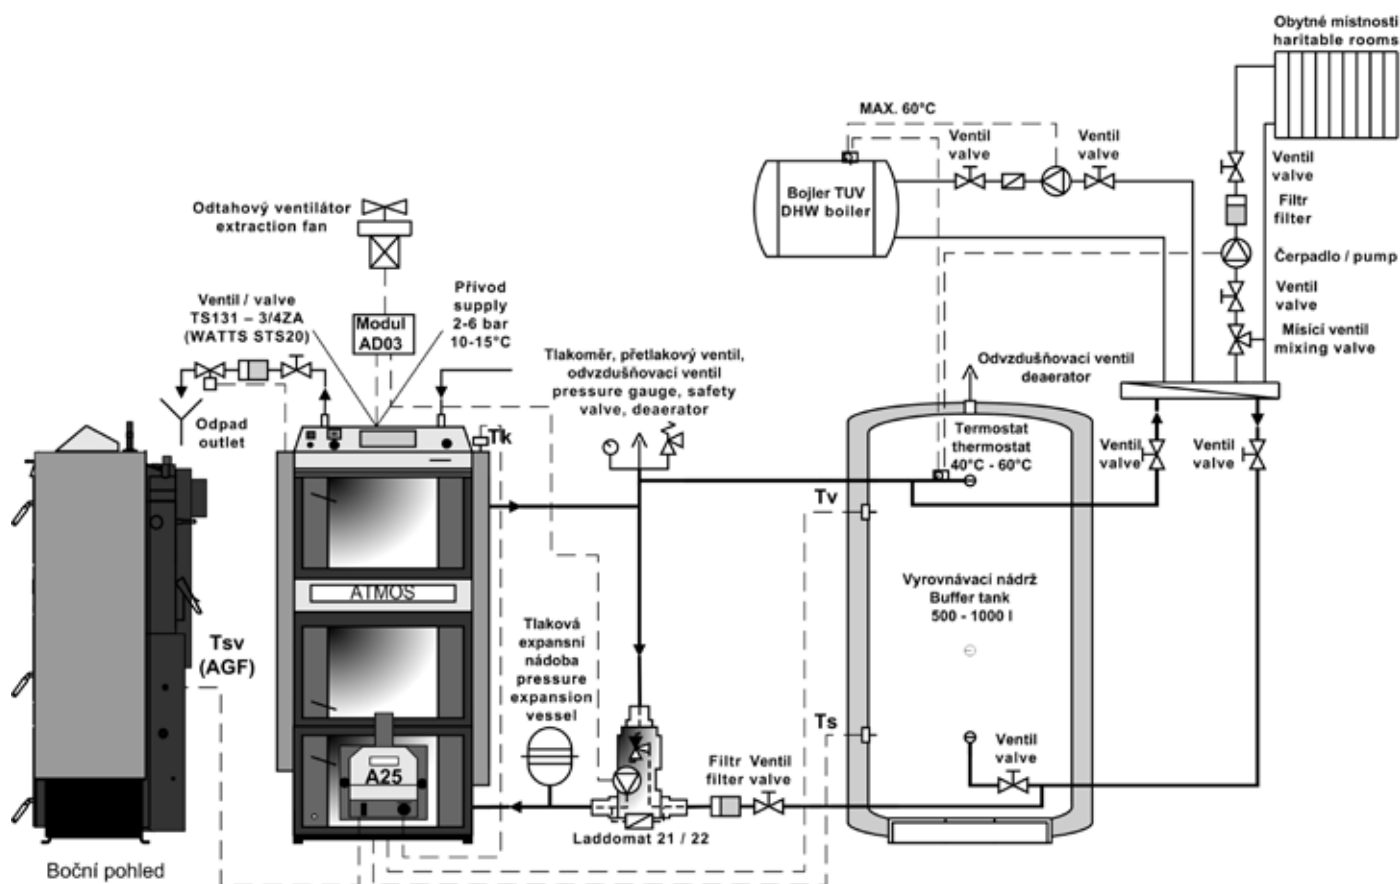 Obytné místnosti
haritable rooms
MAX. 60°C
Ventil
valve
Ventil
valve
Ventil
valve
Bojler TUV
DHW boiler
Filtr
filter
Odtahový ventilátor
extraction fan
Čerpadlo / pump
Ventil / valve
TS131 – 3/4ZA
(WATTS STS20)
Modul
AD03
Přívod
supply
2-6 bar
10-15°C
Ventil
valve
Mísící ventil
mixing valve
Tlakoměr, přetlakový ventil,
odvzdušňovací ventil
pressure gauge, safety
valve, deaerator
Odvzdušňovací ventil
deaerator
Odpad
outlet
Tk
Termostat
thermostat
40°C - 60°C
Ventil
valve
Ventil
valve
Tv
ATMOS
Vyrovnávací nádrž
Buffer tank
500 - 1000 l
Tsv
(AGF)
Tlaková
expansní
nádoba
pressure
expansion
vessel
Ts
A25
Filtr Ventil
filter valve
Ventil
valve
Laddomat 21 / 22
Boční pohled